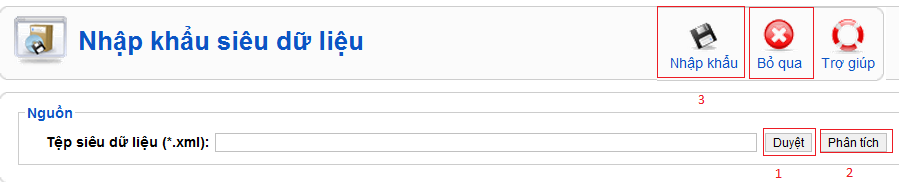 Nhập khẩu siêu dữ liệu
Nhập khẩu Bỏ qua Trợ giúp
3
Nguồn
Tệp siêu dữ liệu (*.xml): Duyệt Phân tích
1 2